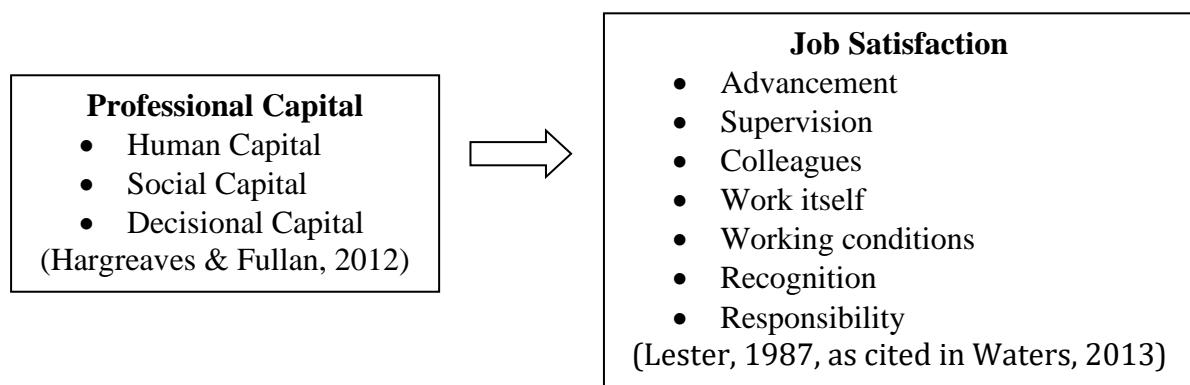 Professional Capital
• Human Capital
• Social Capital
• Decisional Capital
(Hargreaves & Fullan, 2012)
Job Satisfaction
• Advancement
• Supervision
• Colleagues
• Work itself
• Working conditions
• Recognition
• Responsibility
(Lester, 1987, as cited in Waters, 2013)